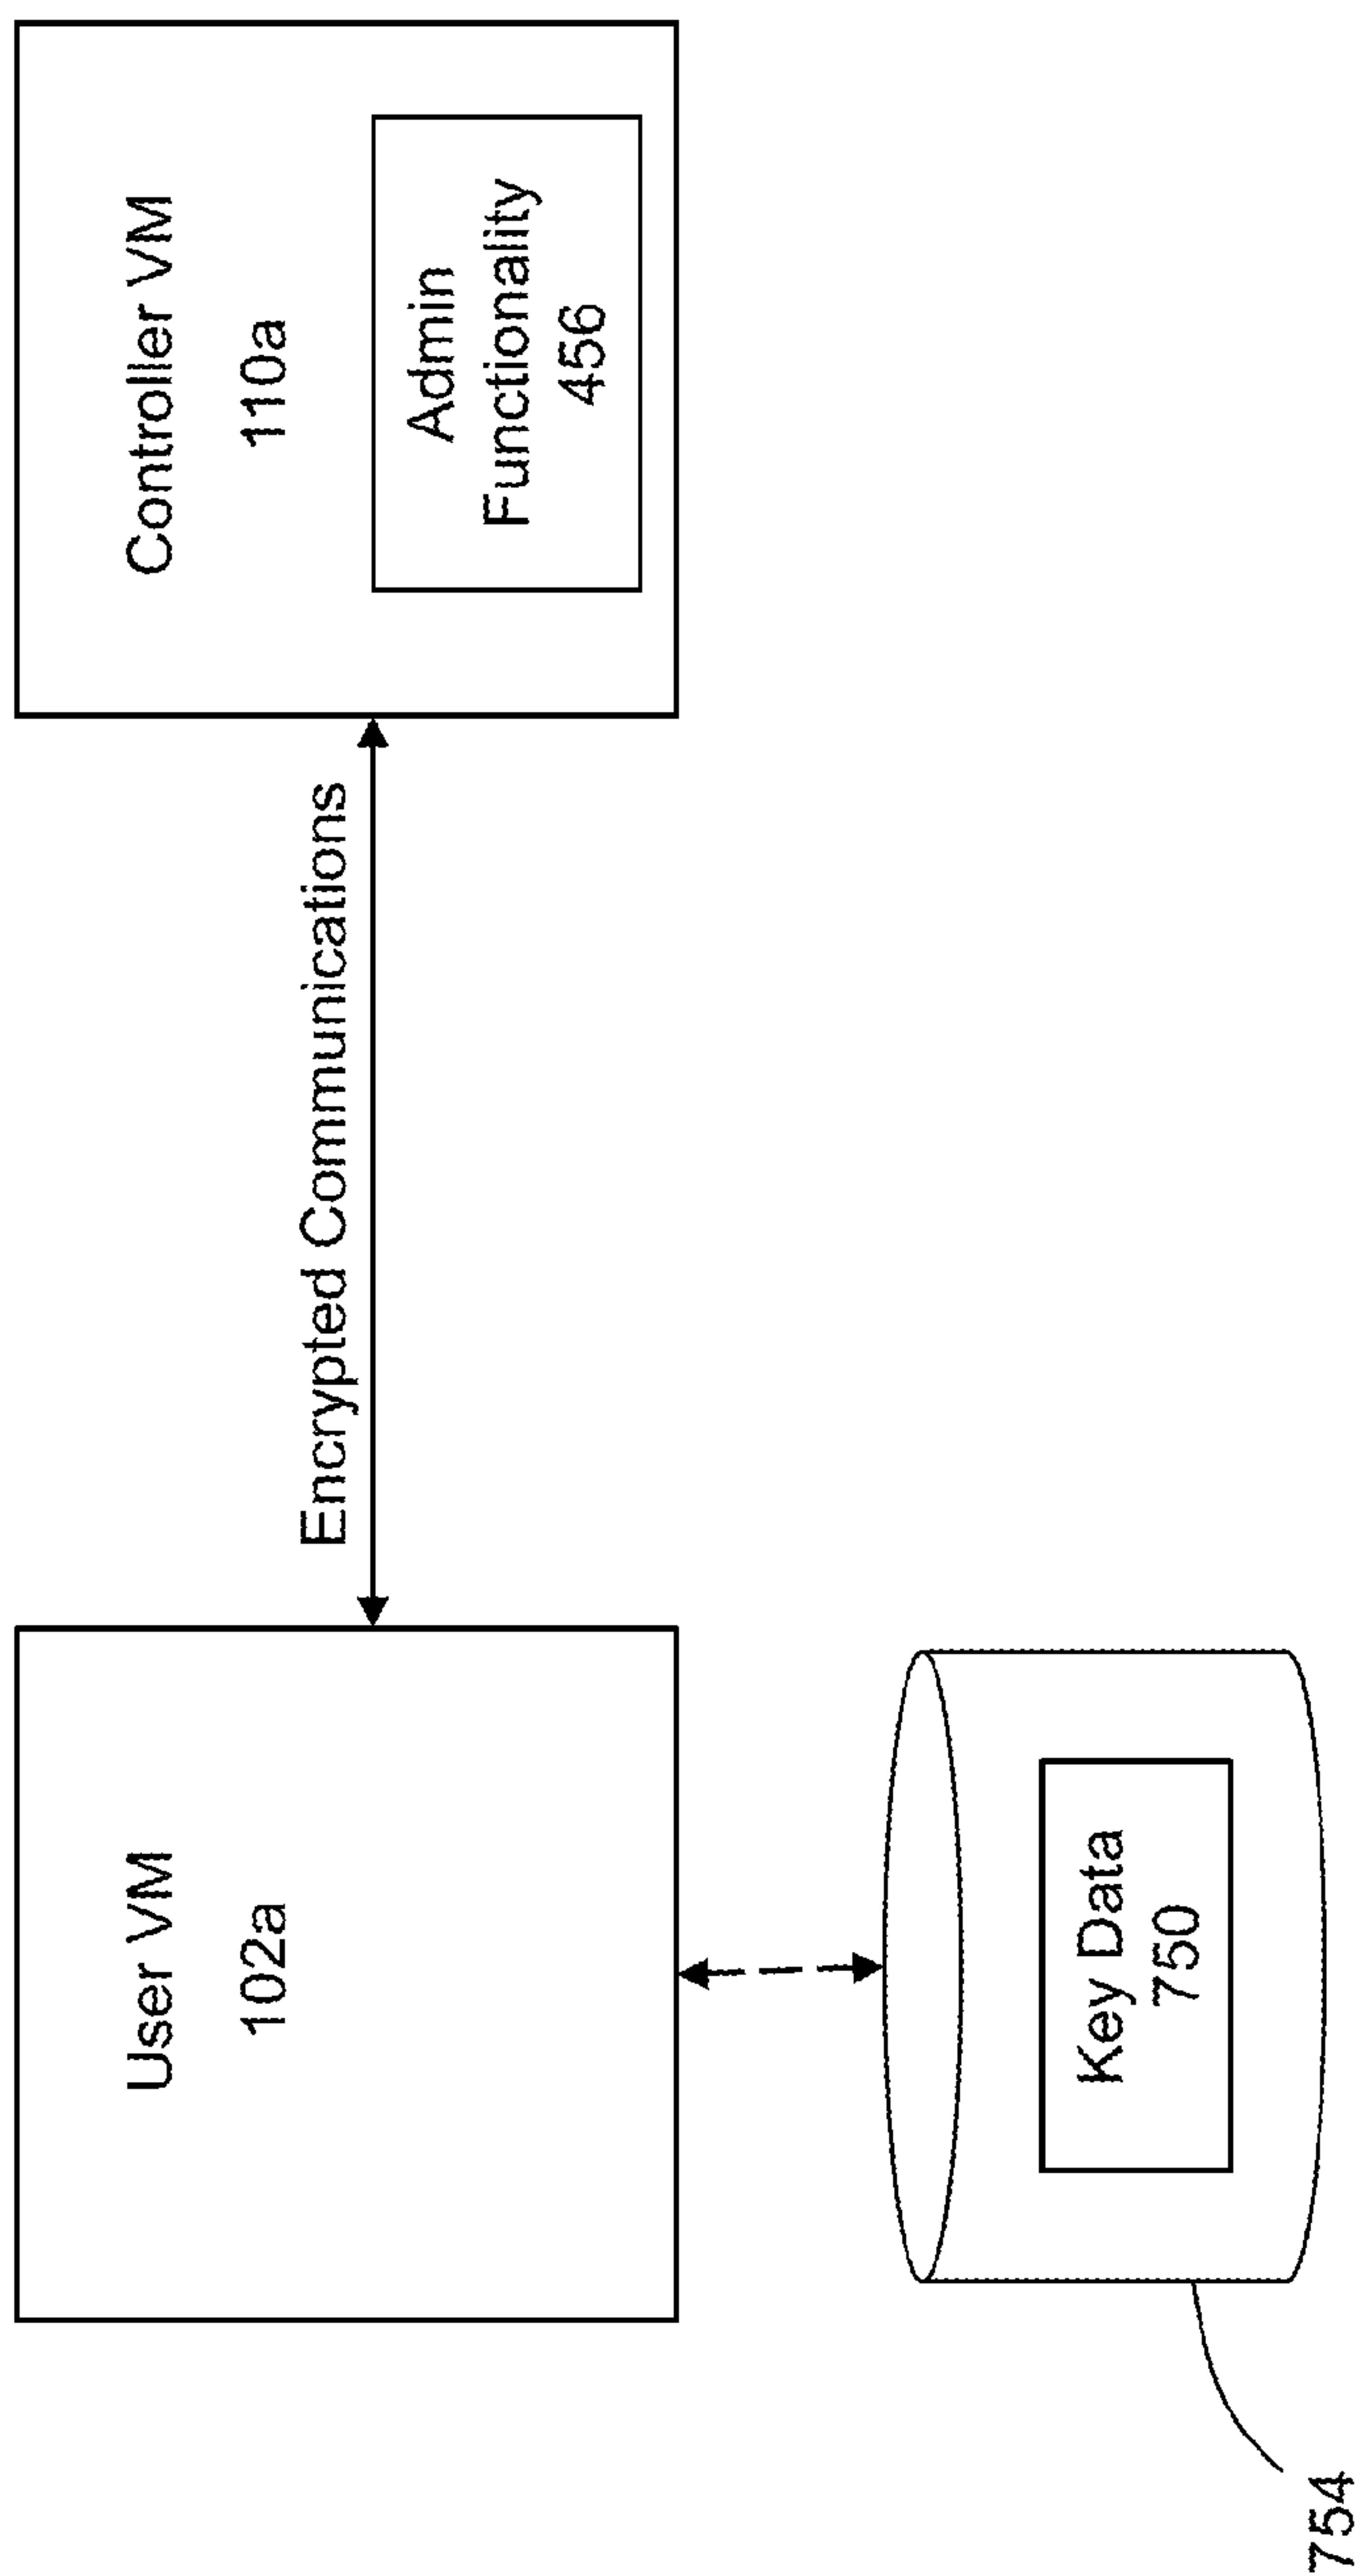 User VM
102a
Encrypted Communications
Controller VM
110a
Admin
Functionality
456
Key Data
750
754